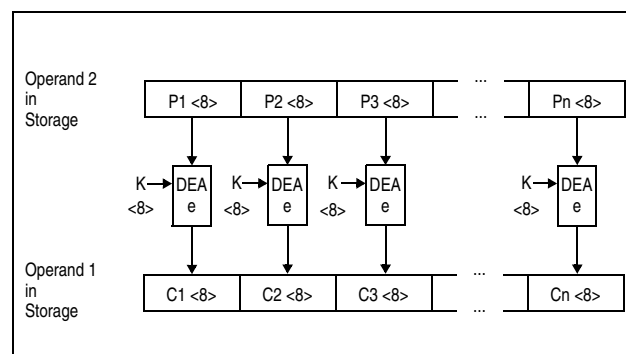 Operand 2
in
Storage
...
P1 <8> P2 <8> P3 <8> Pn <8>
...
K DEA K DEA K DEA K DEA
<8> e <8> e <8> e <8> e
Operand 1
in
Storage
...
C1 <8> C2 <8> C3 <8> Cn <8>
...